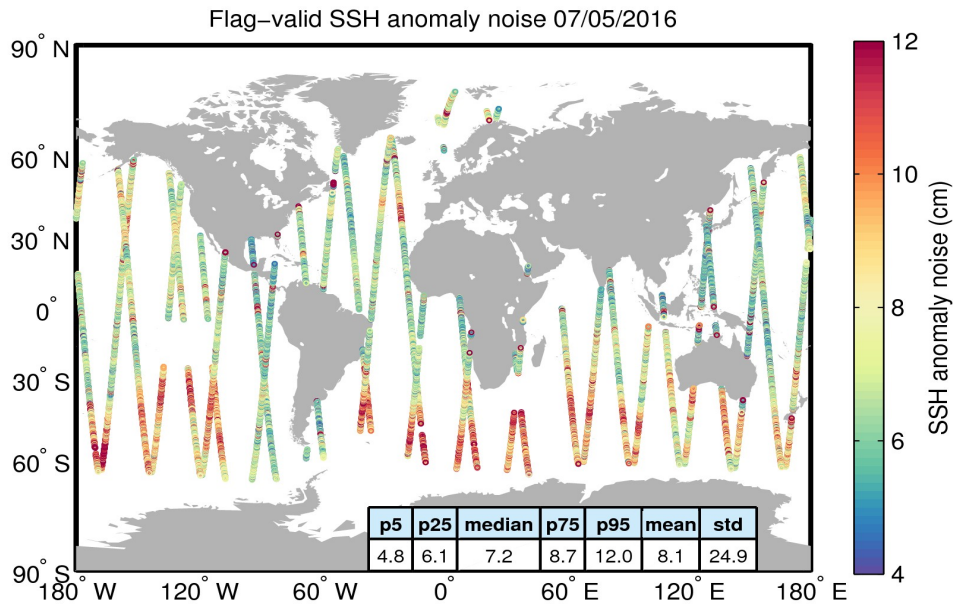 Flag−valid SSH anomaly noise 07/05/2016
90° N
60° N
30° N
0°
30° S
60° S
90° S
180° W
120° W
60° W
0°
60° E
120° E
180° E
p5 p25 median p75 p95 mean std
4.8 6.1 7.2 8.7 12.0 8.1 24.9
12
10
8
6
4
SSH anomaly noise (cm)